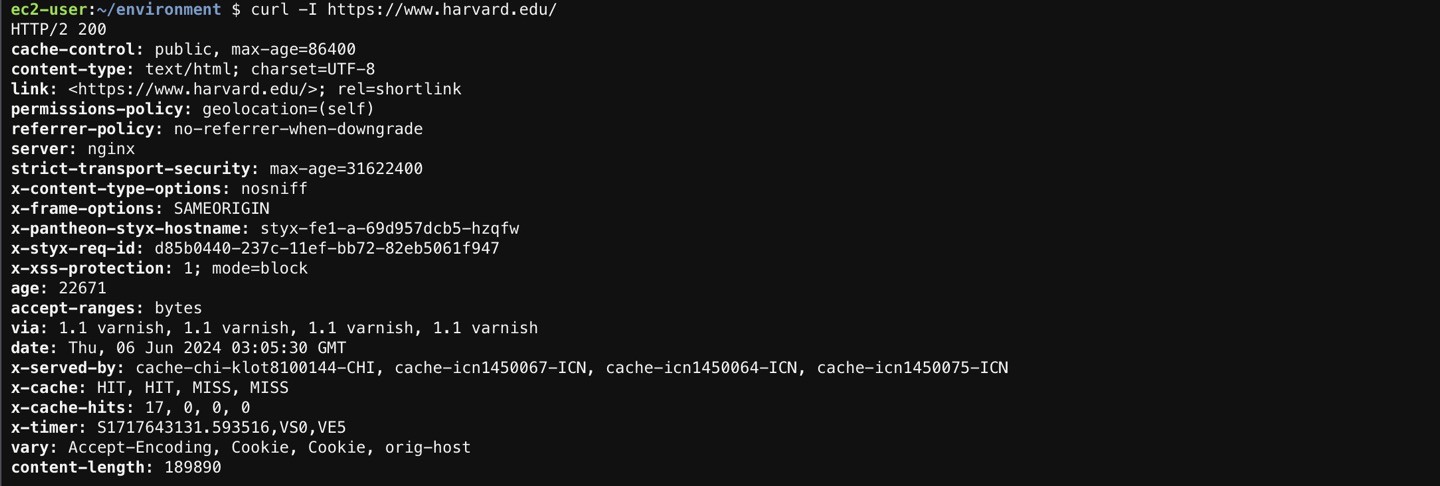 ec2-user:~/environment $ curl -I https://www.harvard.edu/
HTTP/2 200
cache-control: public, max-age=86400
content-type: text/html; charset=UTF-8
link: <https://www.harvard.edu/>; rel=shortlink
permissions-policy: geolocation=(self)
referrer-policy: no-referrer-when-downgrade
server: nginx
strict-transport-security: max-age=31622400
x-content-type-options: nosniff
x-frame-options: SAMEORIGIN
x-pantheon-styx-hostname: styx-fe1-a-69d957dcb5-hzqfw
x-styx-req-id: d85b0440-237c-11ef-bb72-82eb5061f947
x-xss-protection: 1; mode=block
age: 22671
accept-ranges: bytes
via: 1.1 varnish, 1.1 varnish, 1.1 varnish, 1.1 varnish
date: Thu, 06 Jun 2024 03:05:30 GMT
x-served-by: cache-chi-klot8100144-CHI, cache-icn1450067-ICN, cache-icn1450064-ICN, cache-icn1450075-ICN
x-cache: HIT, HIT, MISS, MISS
x-cache-hits: 17, 0, 0, 0
x-timer: S1717643131.593516,VS0,VE5
vary: Accept-Encoding, Cookie, Cookie, orig-host
content-length: 189890